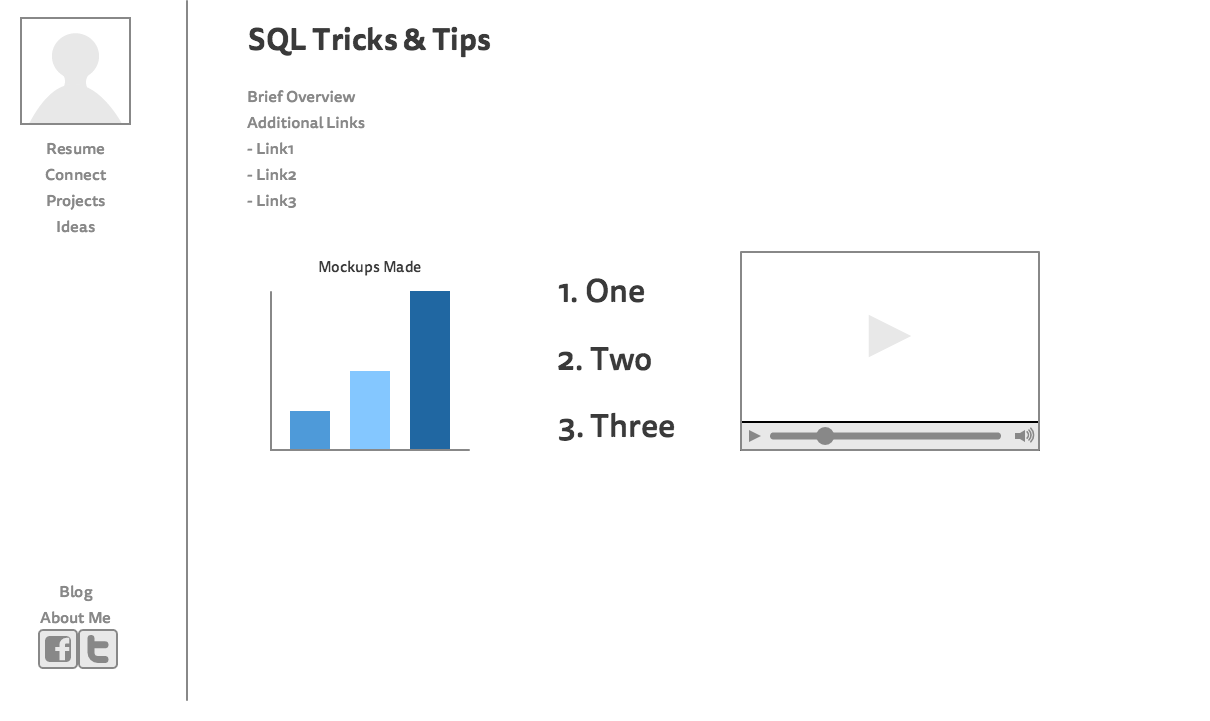 Resume
Connect
Projects
Ideas
Blog
About Me
SQL Tricks & Tips
Brief Overview
Additional Links
- Link1
- Link2
- Link3
Mockups Made
1. One
2. Two
3. Three